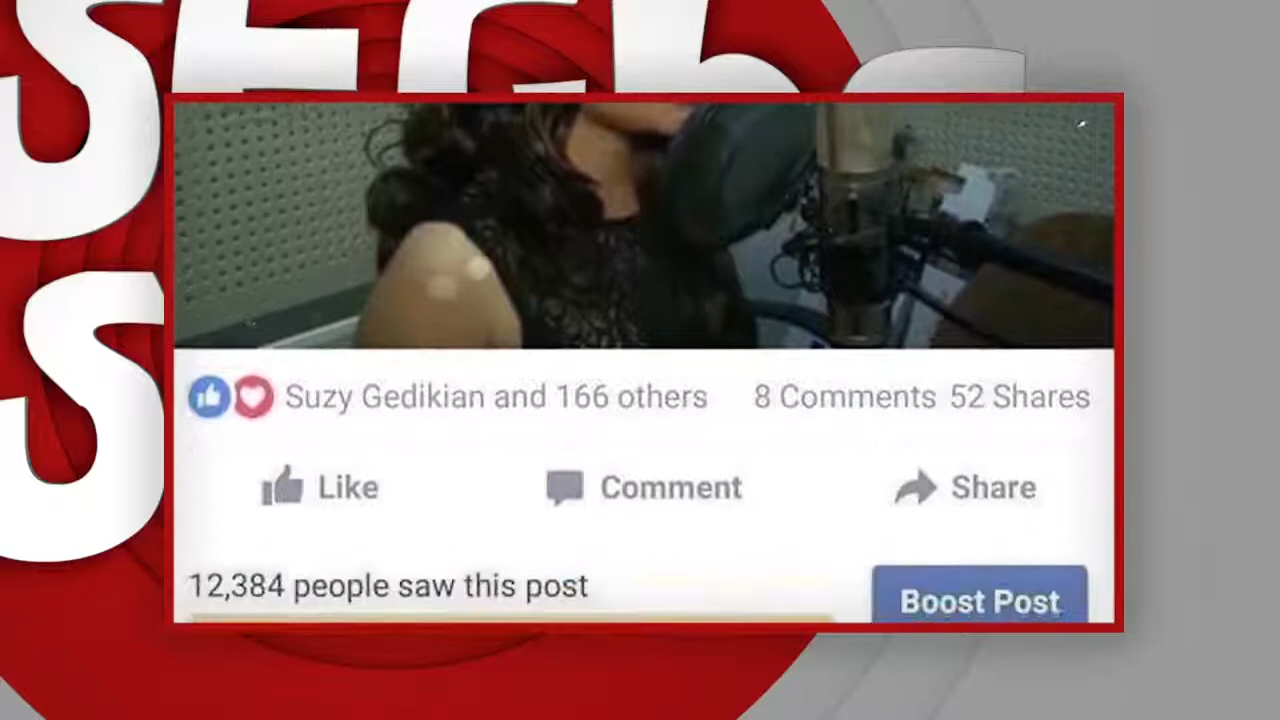 Suzy Gedikian and 166 others 8 Comments 52 Shares
Like Comment Share
12,384 people saw this post
Boost Post